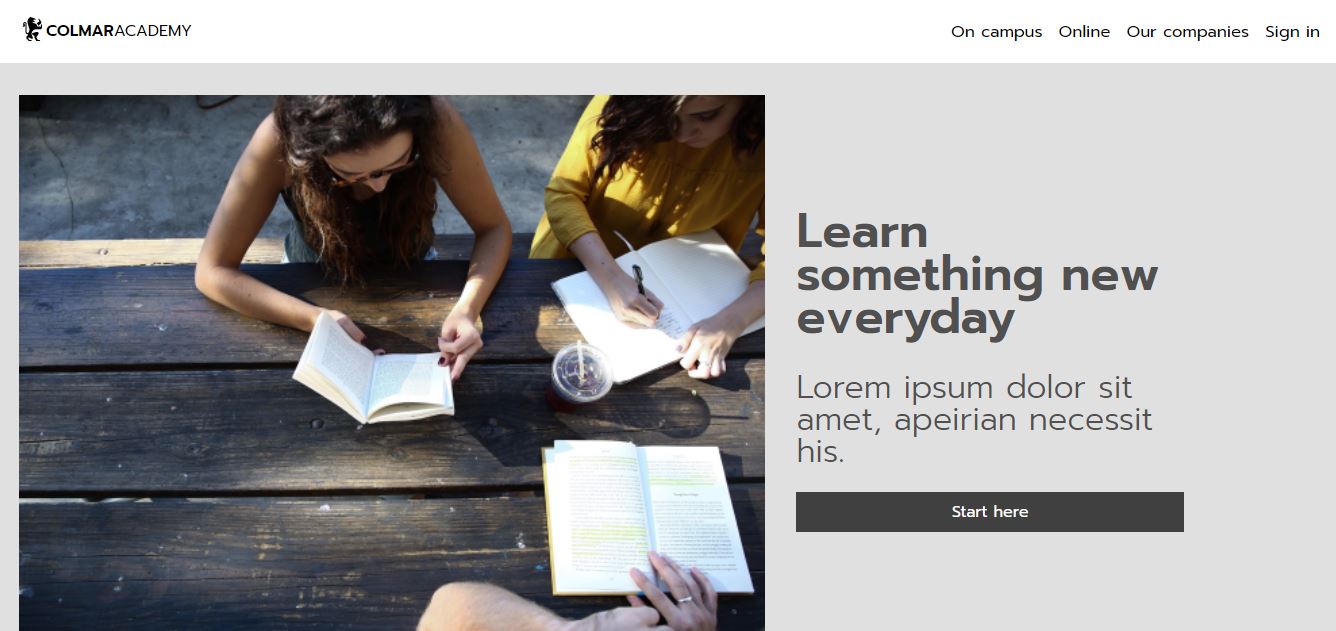 COLMARACADEMY
On campus Online Our companies Sign in
Learn
something new
everyday
Lorem ipsum dolor sit
amet, apeirian necessit
his.
Start here